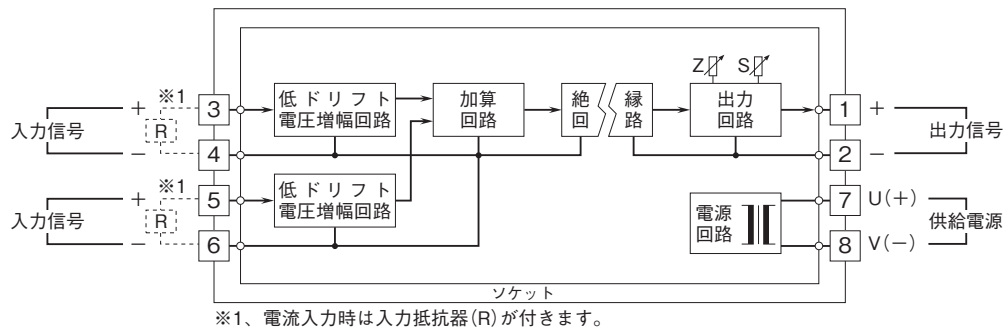 Z S
※1
+ 3 低ドリフト
電圧増幅回路 加算
回路 絶縁
回路 出力
回路 1 +
入力信号 R 出力信号
− 4 2 −
※1
+ 5 低ドリフト
電圧増幅回路 電源
回路 7 U(+)
入力信号 R 供給電源
− 6 8 V(−)
ソケット
※1、電流入力時は入力抵抗器(R)が付きます。